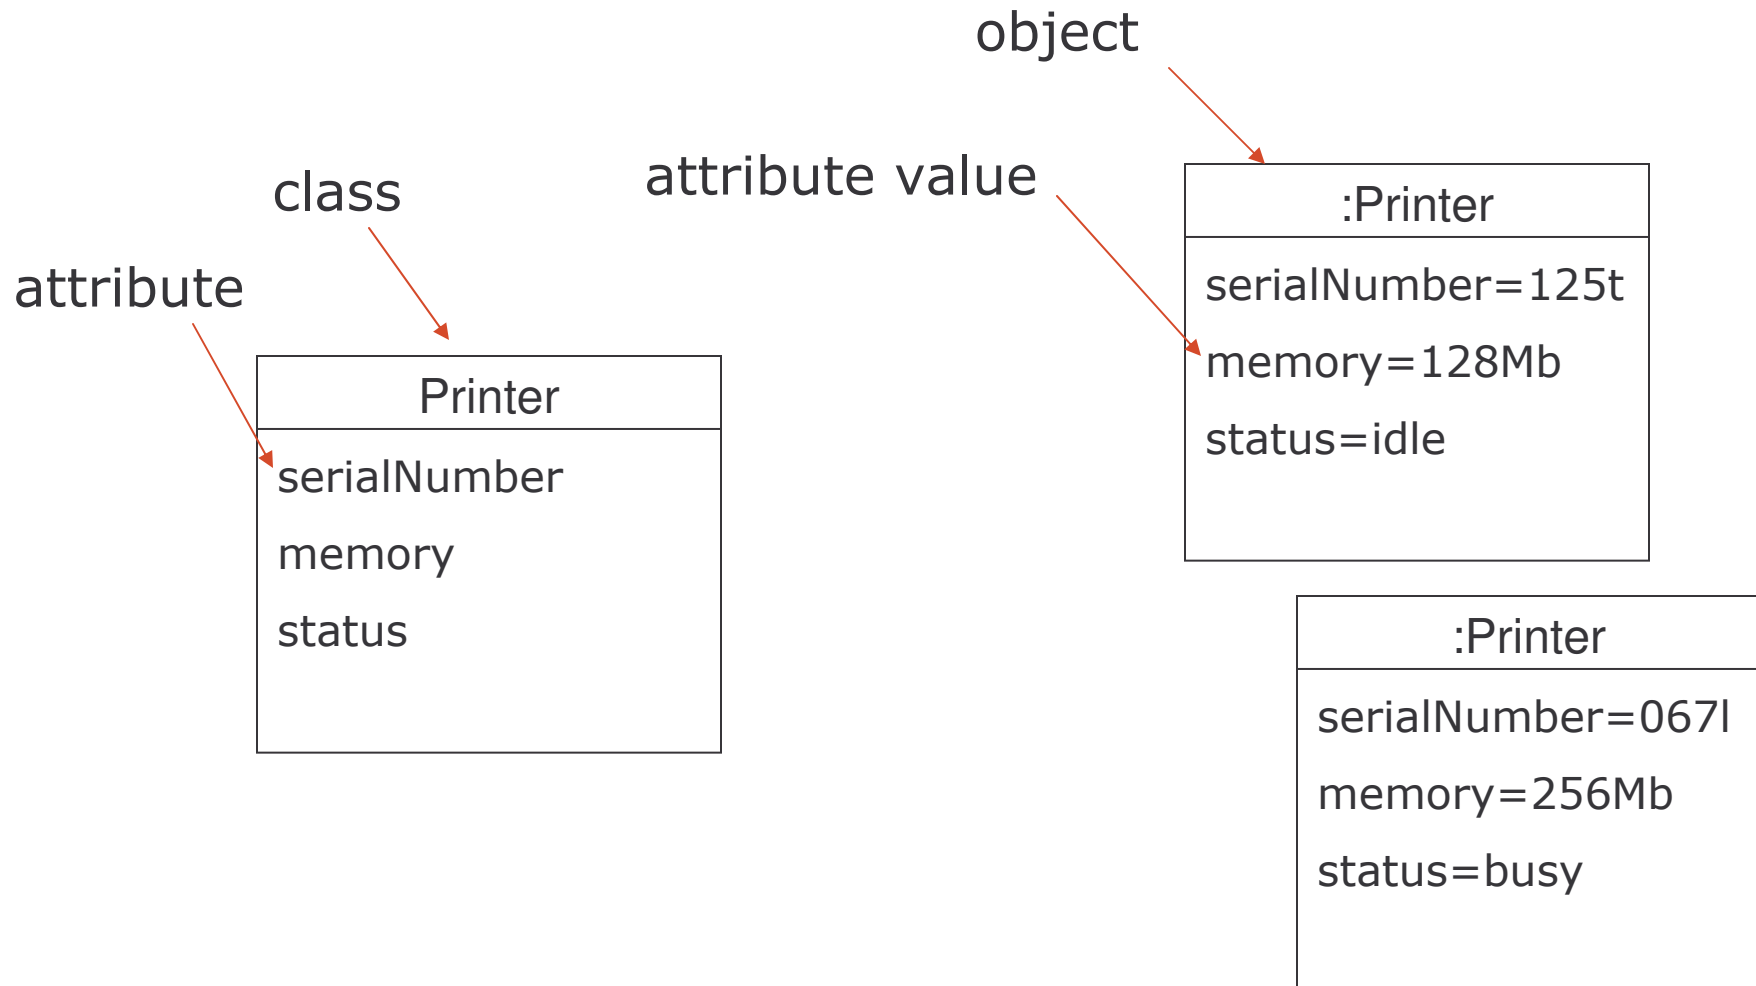 object
attribute value
class
attribute
Printer
serialNumber
memory
status
:Printer
serialNumber=125t
memory=128Mb
status=idle
:Printer
serialNumber=067l
memory=256Mb
status=busy